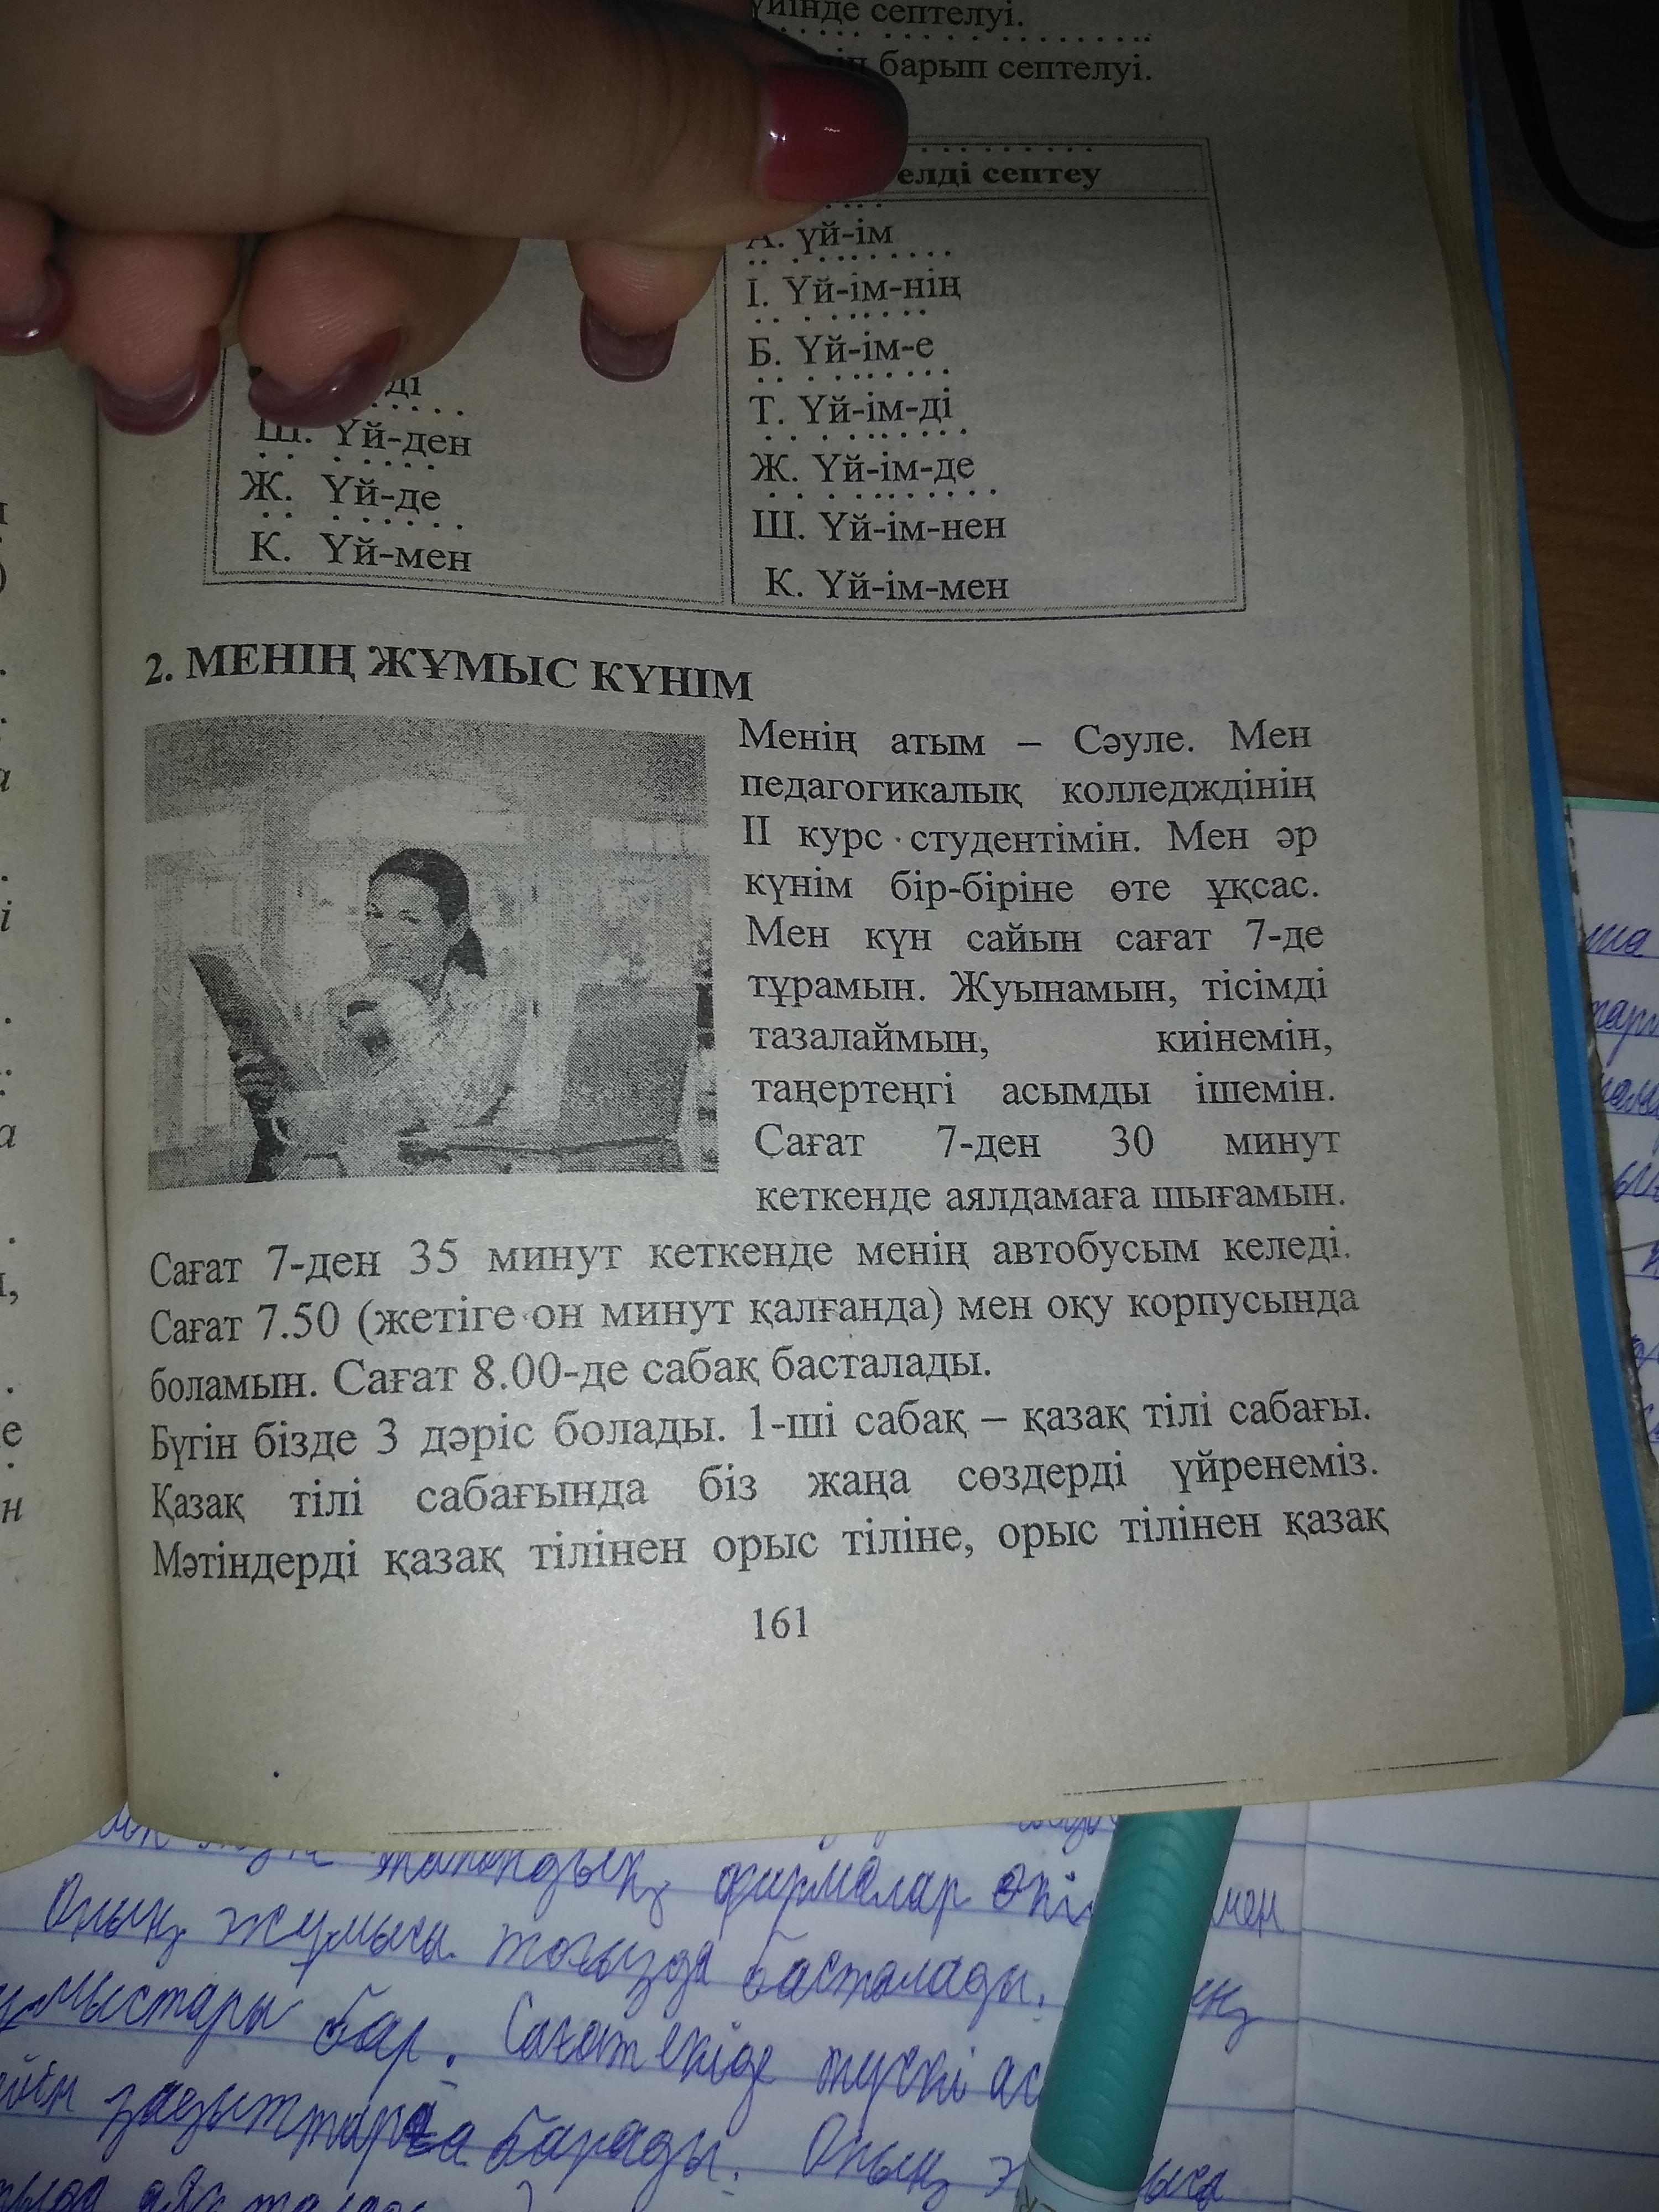 септелуі.
барып септелуі.
септеу
үй-ім
І. Үй-ім-нің
Б. Үй-ім-е
Т. Үй-ім-ді
Ж. Үй-ім-де
Ш. Үй-ім-нен
К. Үй-ім-мен
Ш. Үй-ден
Ж. Үй-де
К. Үй-мен
2. МЕНІҢ ЖҰМЫС КҮНІМ
Менің атым – Сәуле. Мен
педагогикалық колледждінің
ІІ курс студентімін. Мен әр
күнім бір-біріне өте ұқсас.
Мен күн сайын сағат 7-де
тұрамын. Жуынамын, тісімді
тазалаймын, киінемін,
таңертеңгі асымды ішемін.
Сағат 7-ден 30 минут
кеткенде аялдамаға шығамын.
Сағат 7-ден 35 минут кеткенде менің автобусым келеді.
Сағат 7.50 (жетіге он минут қалғанда) мен оқу корпусында
боламын. Сағат 8.00-де сабақ басталады.
Бүгін бізде 3 дәріс болады. 1-ші сабақ – қазақ тілі сабағы.
Қазақ тілі сабағында біз жаңа сөздерді үйренеміз.
Мәтіндерді қазақ тілінен орыс тіліне, орыс тілінен қазақ
161
фирмалар
Оның жұмысы тоғызда басталады.
бар. Сағат екіде түскі ас
барады. Оның